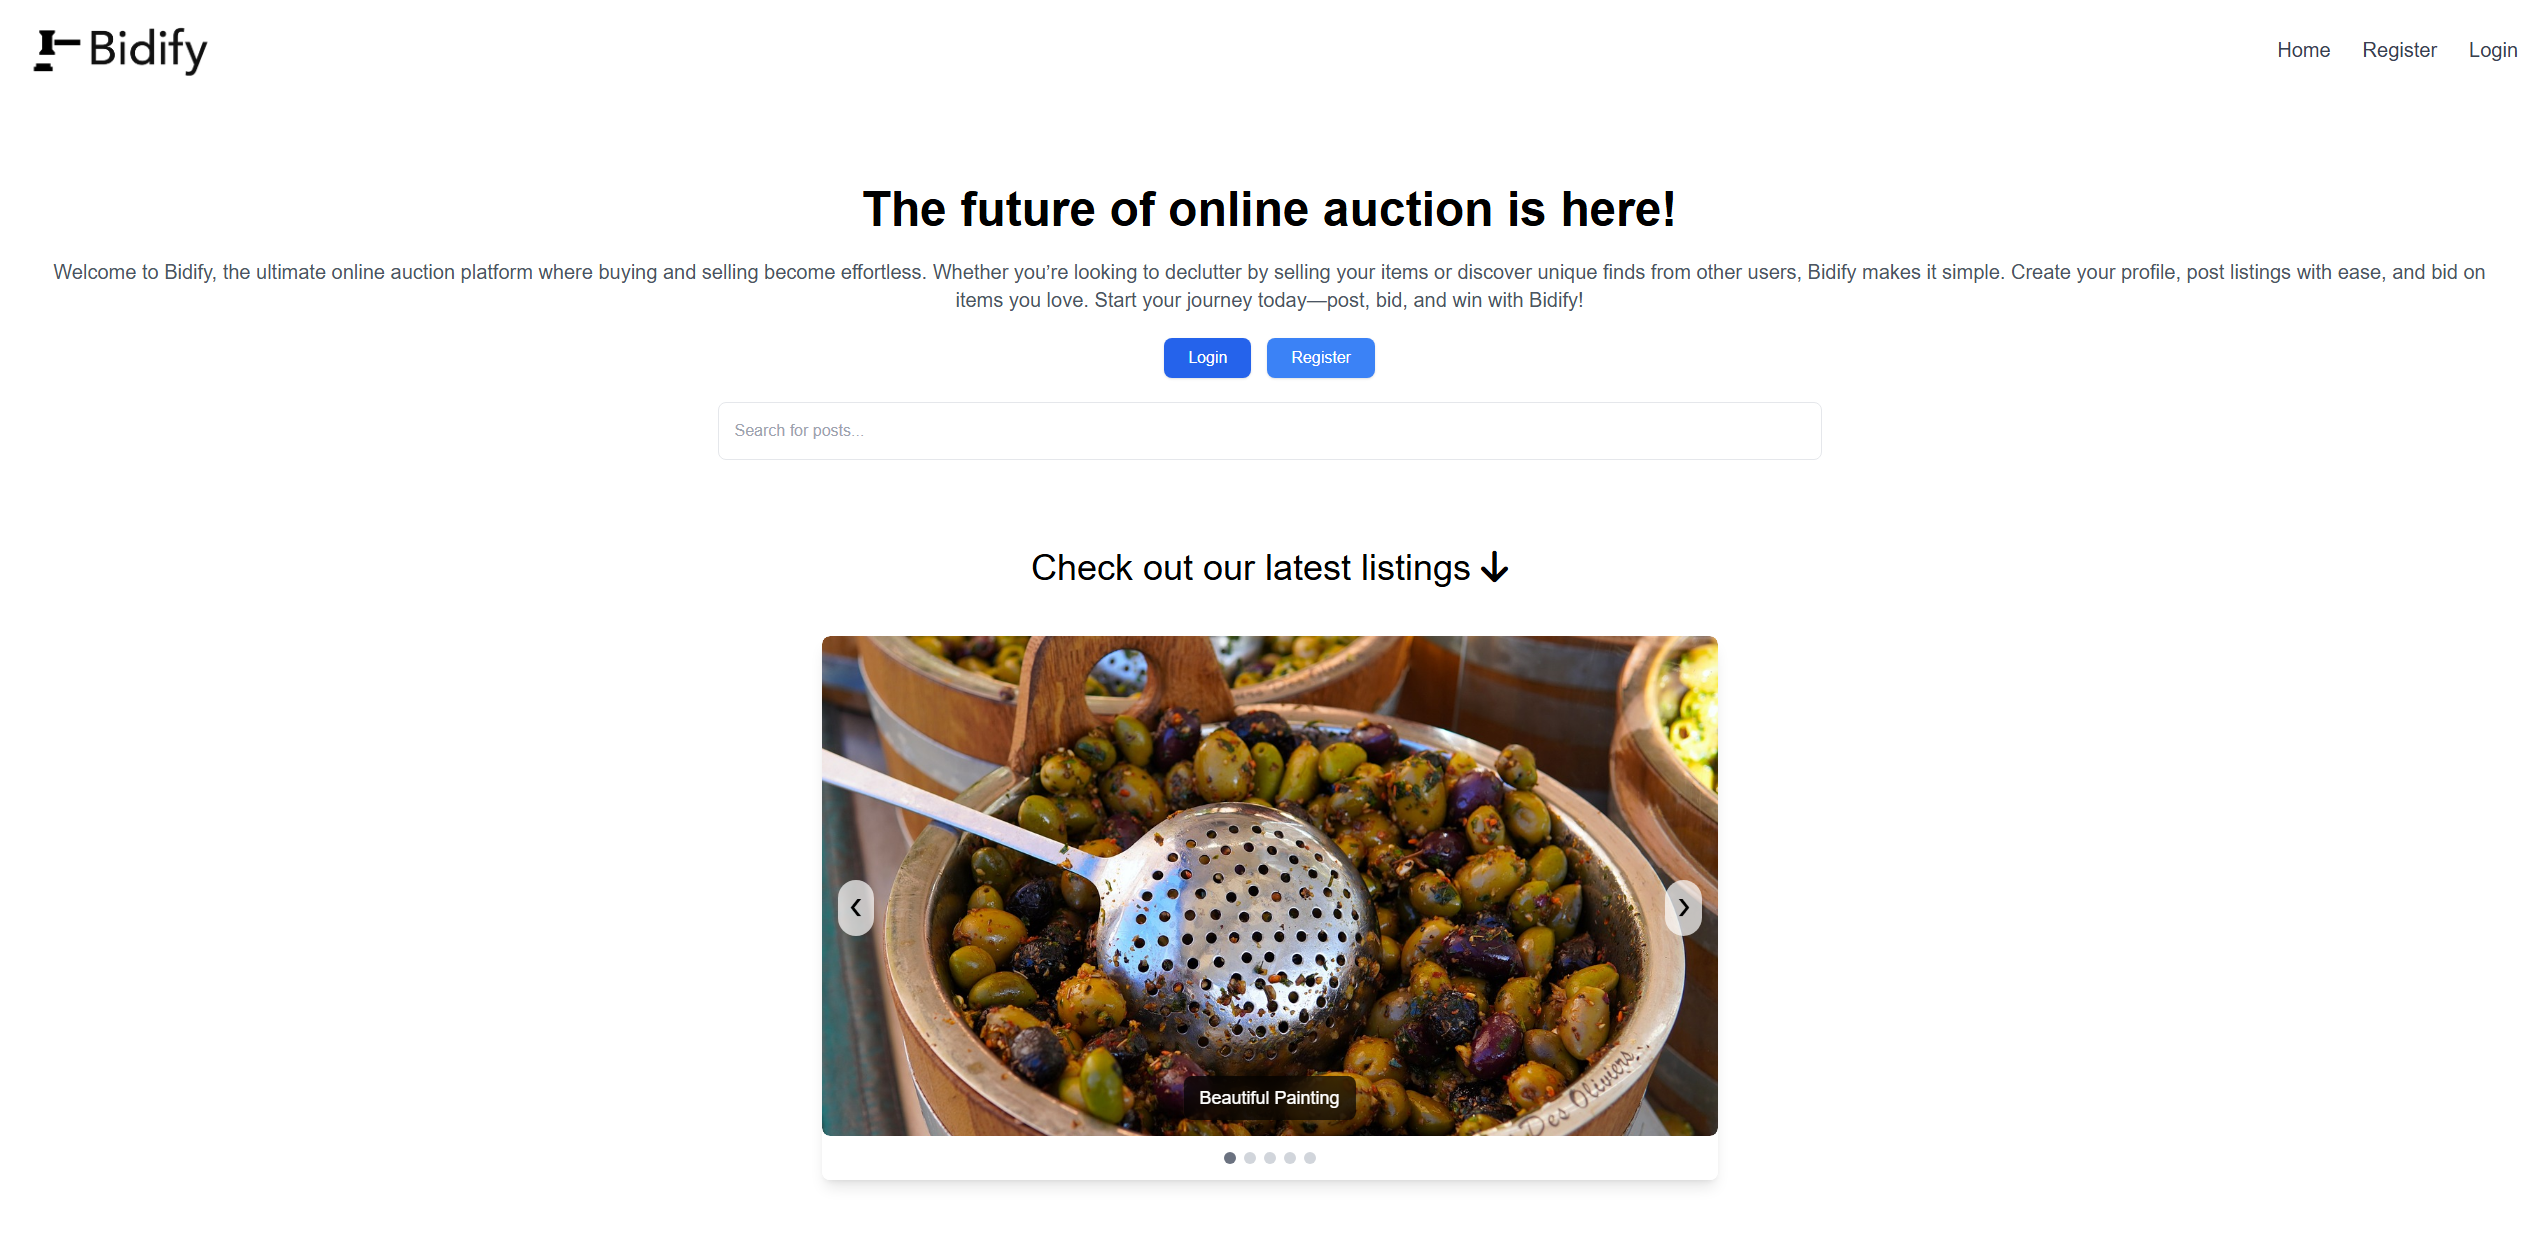 Bidify
Home Register Login
The future of online auction is here!
Welcome to Bidify, the ultimate online auction platform where buying and selling become effortless. Whether you’re looking to declutter by selling your items or discover unique finds from other users, Bidify makes it simple. Create your profile, post listings with ease, and bid on
items you love. Start your journey today—post, bid, and win with Bidify!
Login Register
Search for posts...
Check out our latest listings
Des Oliviers
Beautiful Painting